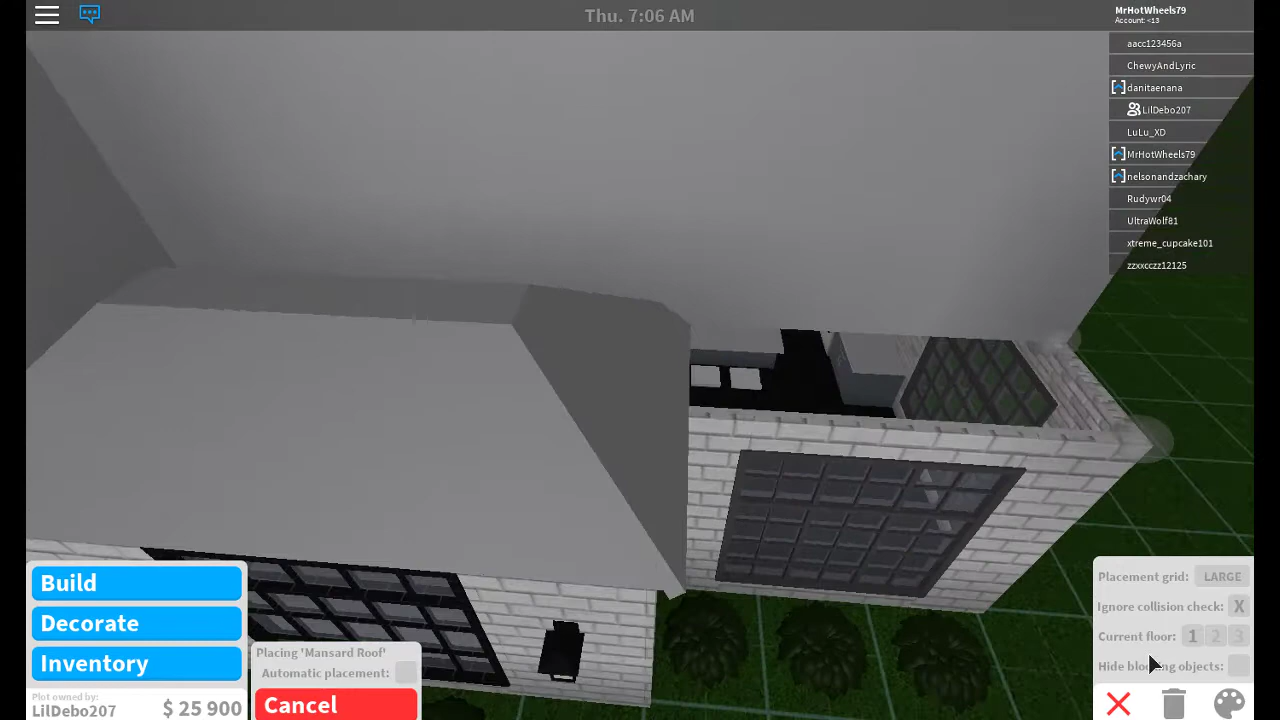 Thu. 7:06 AM
MrHotWheels79
Account: <13
aacc123456a
ChewyAndLyric
danitaenana
LilDebo207
LuLu_XD
MrHotWheels79
nelsonandzachary
Rudywr04
UltraWolf81
xtreme_cupcake101
zzxxcczz12125
Build
Decorate
Inventory
Plot owned by:
LilDebo207
$ 25 900
Placing 'Mansard Roof'
Automatic placement:
Cancel
Placement grid: LARGE
Ignore collision check: X
Current floor: 1 2 3
Hide blocking objects: